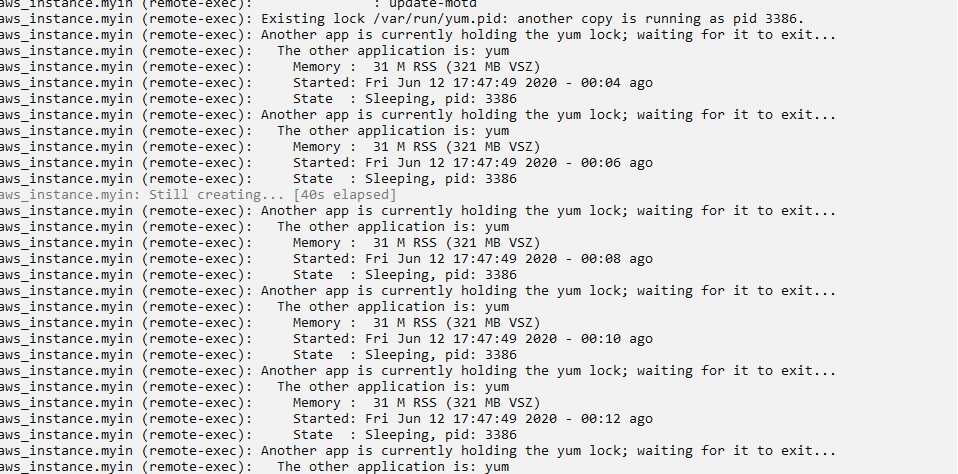 aws_instance.myin (remote-exec):               : update-motd
aws_instance.myin (remote-exec): Existing lock /var/run/yum.pid: another copy is running as pid 3386.
aws_instance.myin (remote-exec): Another app is currently holding the yum lock; waiting for it to exit...
aws_instance.myin (remote-exec):   The other application is: yum
aws_instance.myin (remote-exec):     Memory :  31 M RSS (321 MB VSZ)
aws_instance.myin (remote-exec):     Started: Fri Jun 12 17:47:49 2020 - 00:04 ago
aws_instance.myin (remote-exec):     State  : Sleeping, pid: 3386
aws_instance.myin (remote-exec): Another app is currently holding the yum lock; waiting for it to exit...
aws_instance.myin (remote-exec):   The other application is: yum
aws_instance.myin (remote-exec):     Memory :  31 M RSS (321 MB VSZ)
aws_instance.myin (remote-exec):     Started: Fri Jun 12 17:47:49 2020 - 00:06 ago
aws_instance.myin (remote-exec):     State  : Sleeping, pid: 3386
aws_instance.myin: Still creating... [40s elapsed]
aws_instance.myin (remote-exec): Another app is currently holding the yum lock; waiting for it to exit...
aws_instance.myin (remote-exec):   The other application is: yum
aws_instance.myin (remote-exec):     Memory :  31 M RSS (321 MB VSZ)
aws_instance.myin (remote-exec):     Started: Fri Jun 12 17:47:49 2020 - 00:08 ago
aws_instance.myin (remote-exec):     State  : Sleeping, pid: 3386
aws_instance.myin (remote-exec): Another app is currently holding the yum lock; waiting for it to exit...
aws_instance.myin (remote-exec):   The other application is: yum
aws_instance.myin (remote-exec):     Memory :  31 M RSS (321 MB VSZ)
aws_instance.myin (remote-exec):     Started: Fri Jun 12 17:47:49 2020 - 00:10 ago
aws_instance.myin (remote-exec):     State  : Sleeping, pid: 3386
aws_instance.myin (remote-exec): Another app is currently holding the yum lock; waiting for it to exit...
aws_instance.myin (remote-exec):   The other application is: yum
aws_instance.myin (remote-exec):     Memory :  31 M RSS (321 MB VSZ)
aws_instance.myin (remote-exec):     Started: Fri Jun 12 17:47:49 2020 - 00:12 ago
aws_instance.myin (remote-exec):     State  : Sleeping, pid: 3386
aws_instance.myin (remote-exec): Another app is currently holding the yum lock; waiting for it to exit...
aws_instance.myin (remote-exec):   The other application is: yum